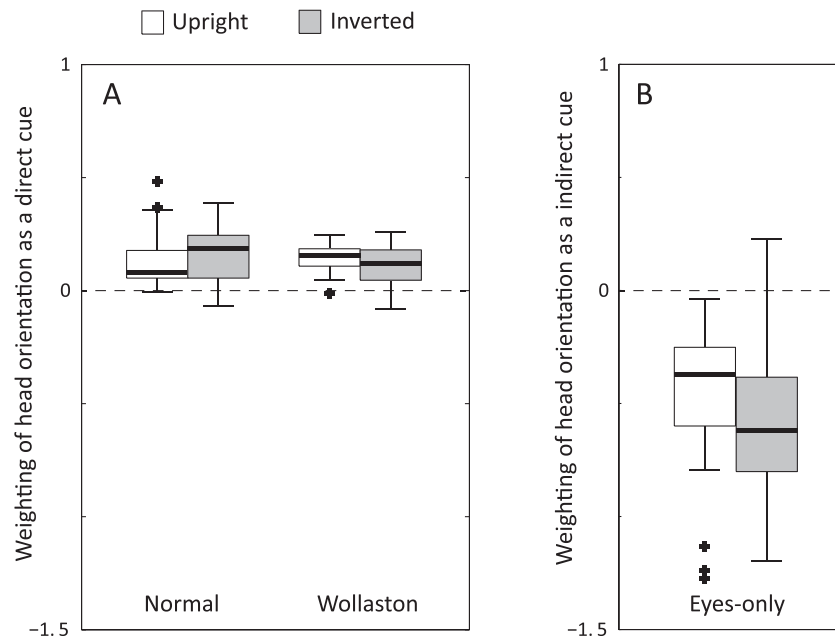 Upright Inverted
A
Weighting of head orientation as a direct cue
1
0
−1.5
Normal Wollaston
B
Weighting of head orientation as a indirect cue
1
0
−1.5
Eyes-only